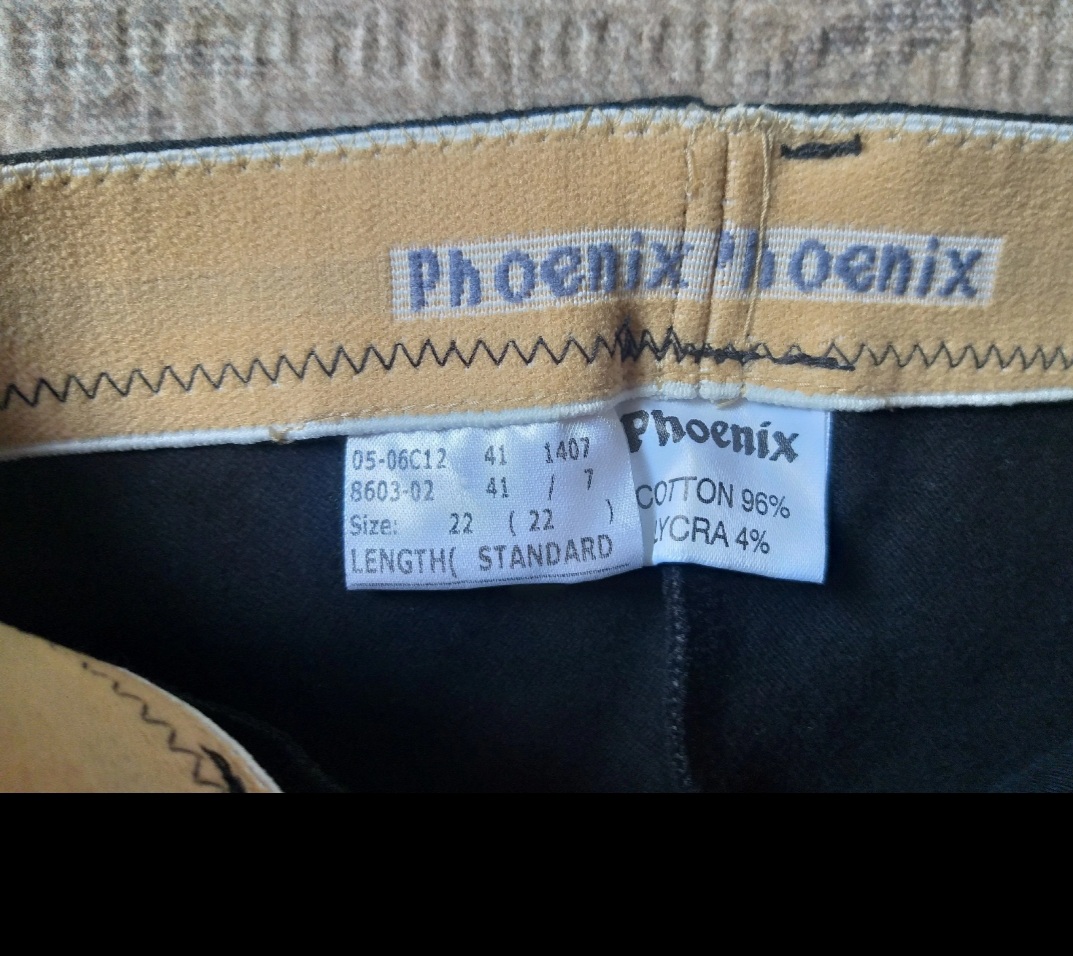 Phoenix Phoenix
05-06C12 41 1407
8603-02 41 / 7
Size: 22 ( 22 )
LENGTH( STANDARD
Phoenix
COTTON 96%
LYCRA 4%